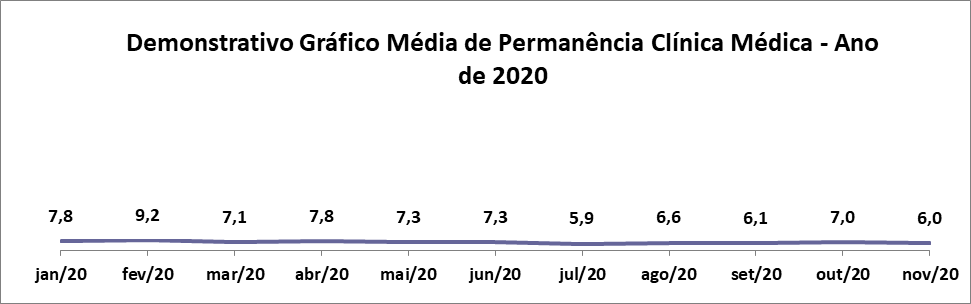 Demonstrativo Gráfico Média de Permanência Clínica Médica - Ano
de 2020
7,8 9,2 7,1 7,8 7,3 7,3 5,9 6,6 6,1 7,0 6,0
jan/20 fev/20 mar/20 abr/20 mai/20 jun/20 jul/20 ago/20 set/20 out/20 nov/20